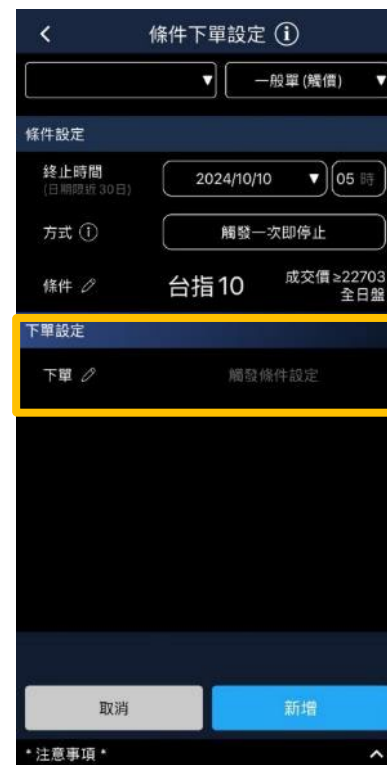 條件下單設定
一般單 (觸價)
條件設定
終止時間
(日期限近30日)
2024/10/10
05 時
方式
觸發一次即停止
條件
台指10
成交價≥22703
全日盤
下單設定
下單
觸發條件設定
取消
新增
*注意事項*